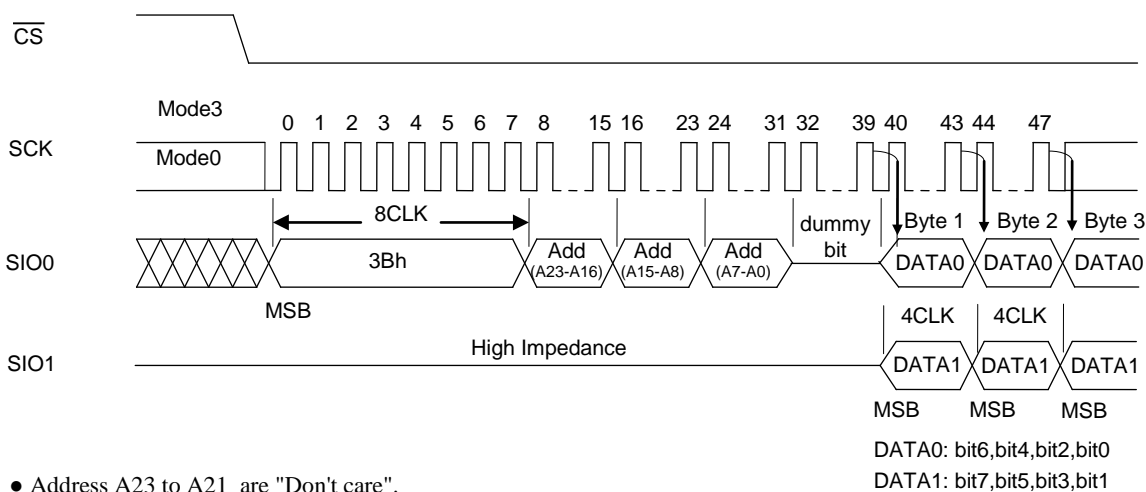 CS
Mode3
0 1 2 3 4 5 6 7 8 15 16 23 24 31 32 39 40 43 44 47
SCK
Mode0
8CLK
dummy
bit
Byte 1 Byte 2 Byte 3
SIO0
3Bh
Add
(A23-A16)
Add
(A15-A8)
Add
(A7-A0)
DATA0 DATA0 DATA0
MSB
4CLK 4CLK
High Impedance
SIO1
DATA1 DATA1 DATA1
MSB MSB MSB
DATA0: bit6,bit4,bit2,bit0
DATA1: bit7,bit5,bit3,bit1
● Address A23 to A21 are "Don't care".